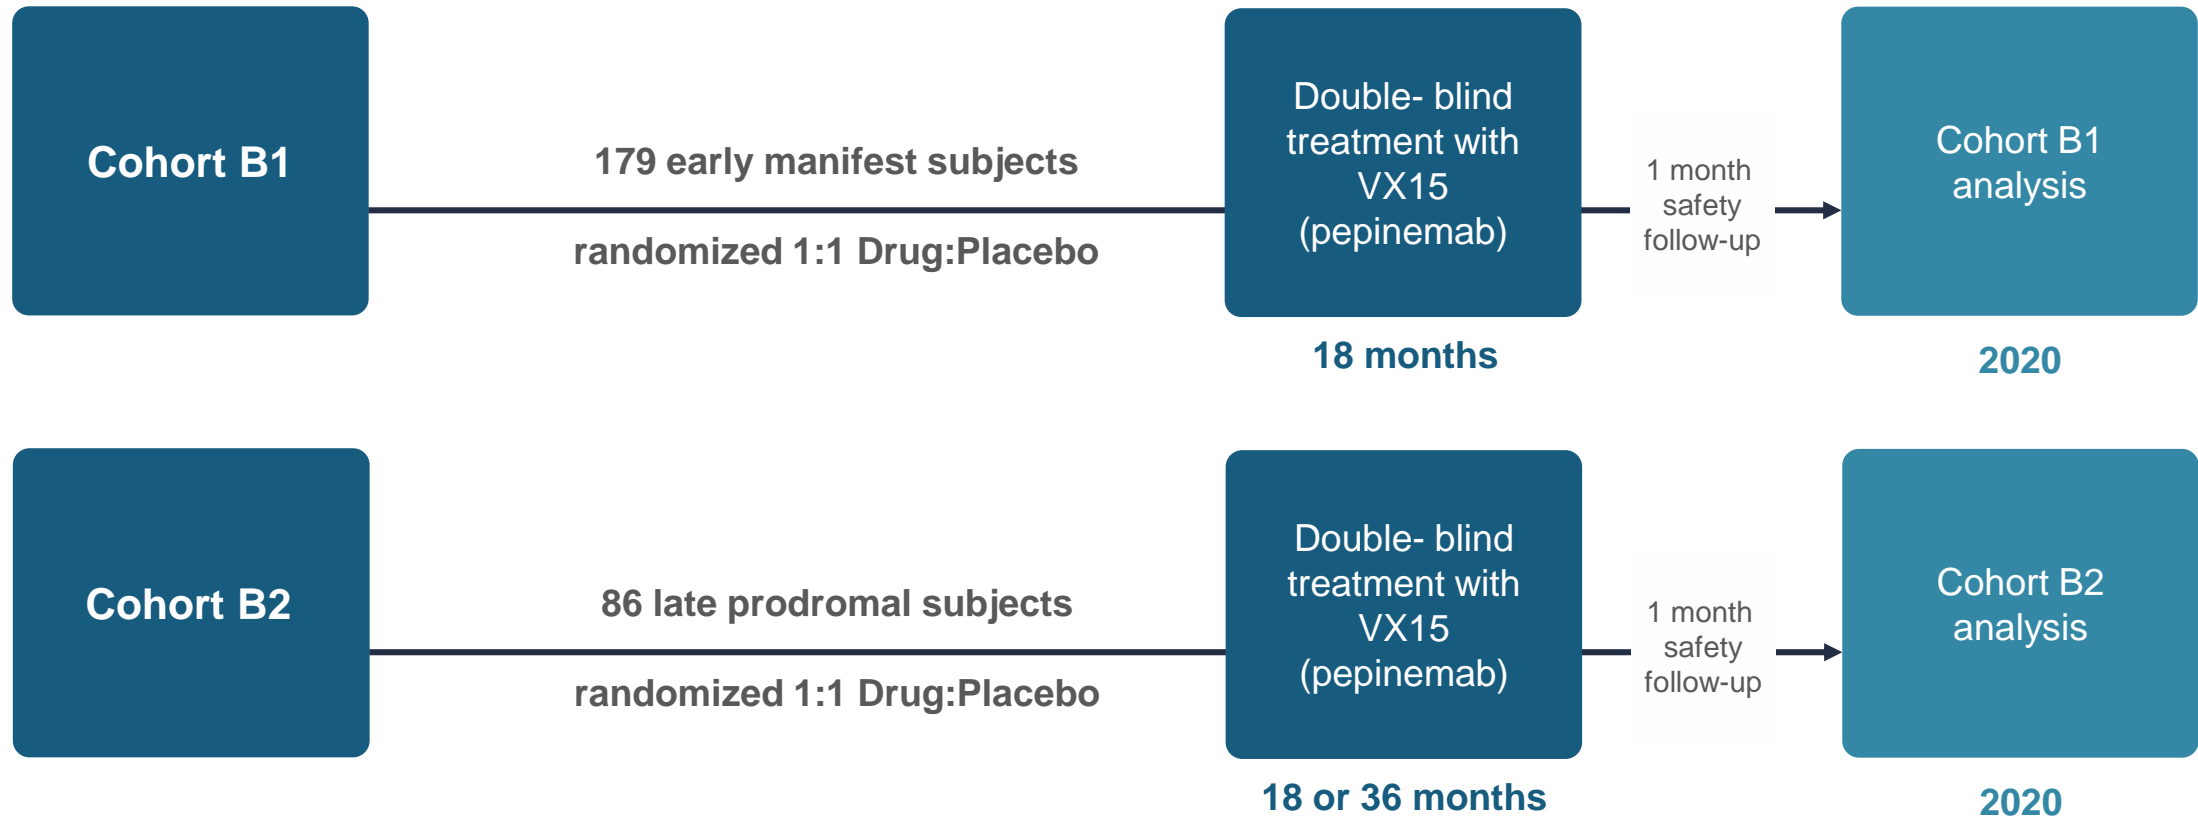 Cohort B1
179 early manifest subjects
randomized 1:1 Drug:Placebo
Double- blind
treatment with
VX15
(pepinemab)
18 months
1 month
safety
follow-up
Cohort B1
analysis
2020
Cohort B2
86 late prodromal subjects
randomized 1:1 Drug:Placebo
Double- blind
treatment with
VX15
(pepinemab)
18 or 36 months
1 month
safety
follow-up
Cohort B2
analysis
2020